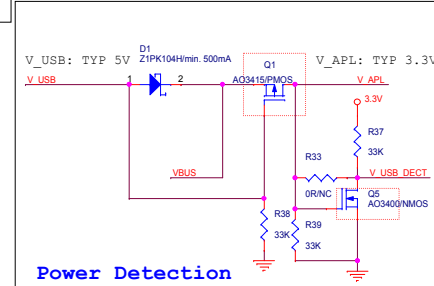 V_USB: TYP 5V
D1
Z1PK104H/min. 500mA
Q1
V_APL: TYP 3.3V
V_USB
1
2
AO3415/PMOS
V_APL
3.3V
R37
33K
R33
VBUS
V_USB_DECT
0R/NC
Q5
AO3400/NMOS
R38
33K
R39
33K
Power Detection